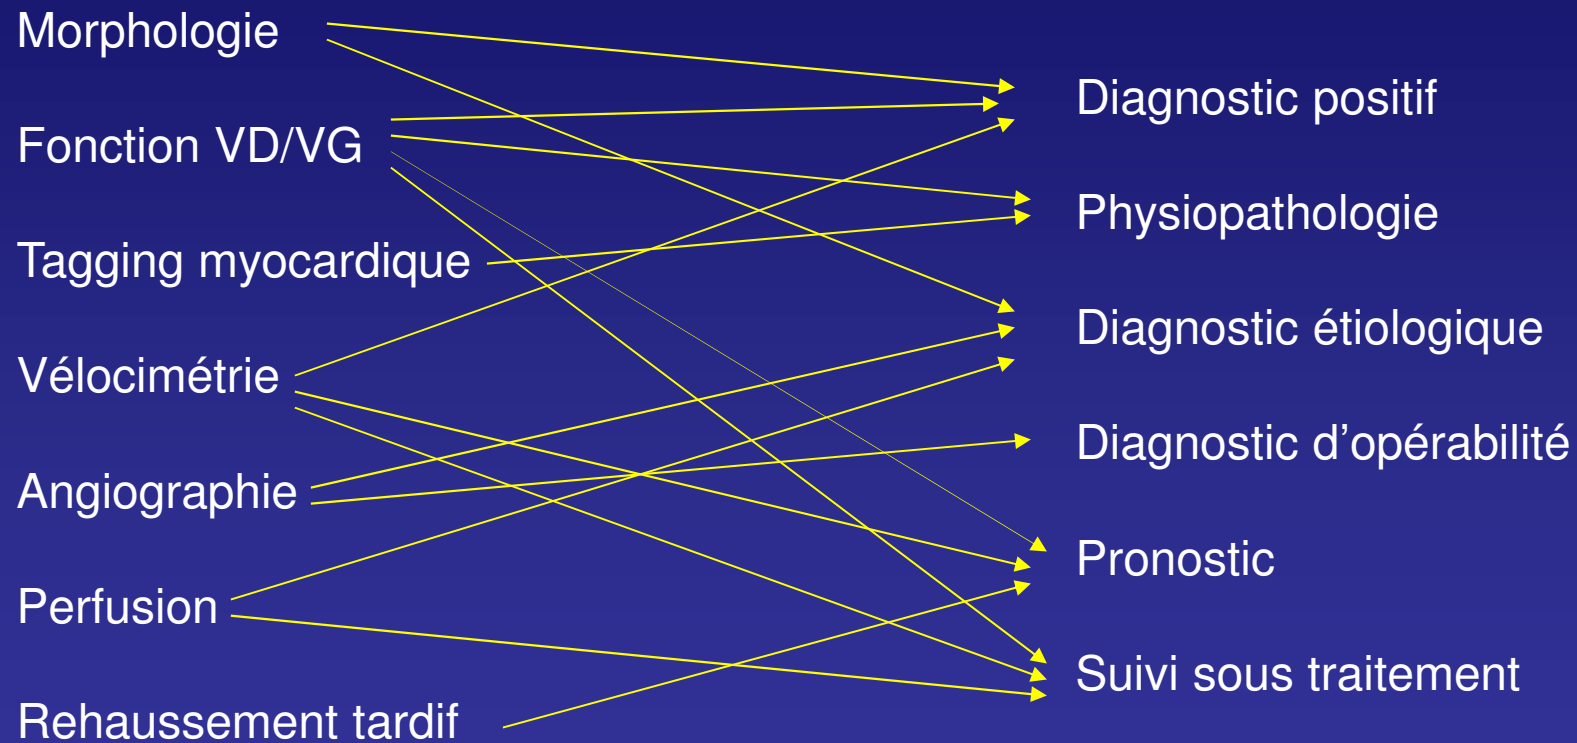 Morphologie
Fonction VD/VG
Tagging myocardique
Vélocimétrie
Angiographie
Perfusion
Rehaussement tardif
Diagnostic positif
Physiopathologie
Diagnostic étiologique
Diagnostic d’opérabilité
Pronostic
Suivi sous traitement